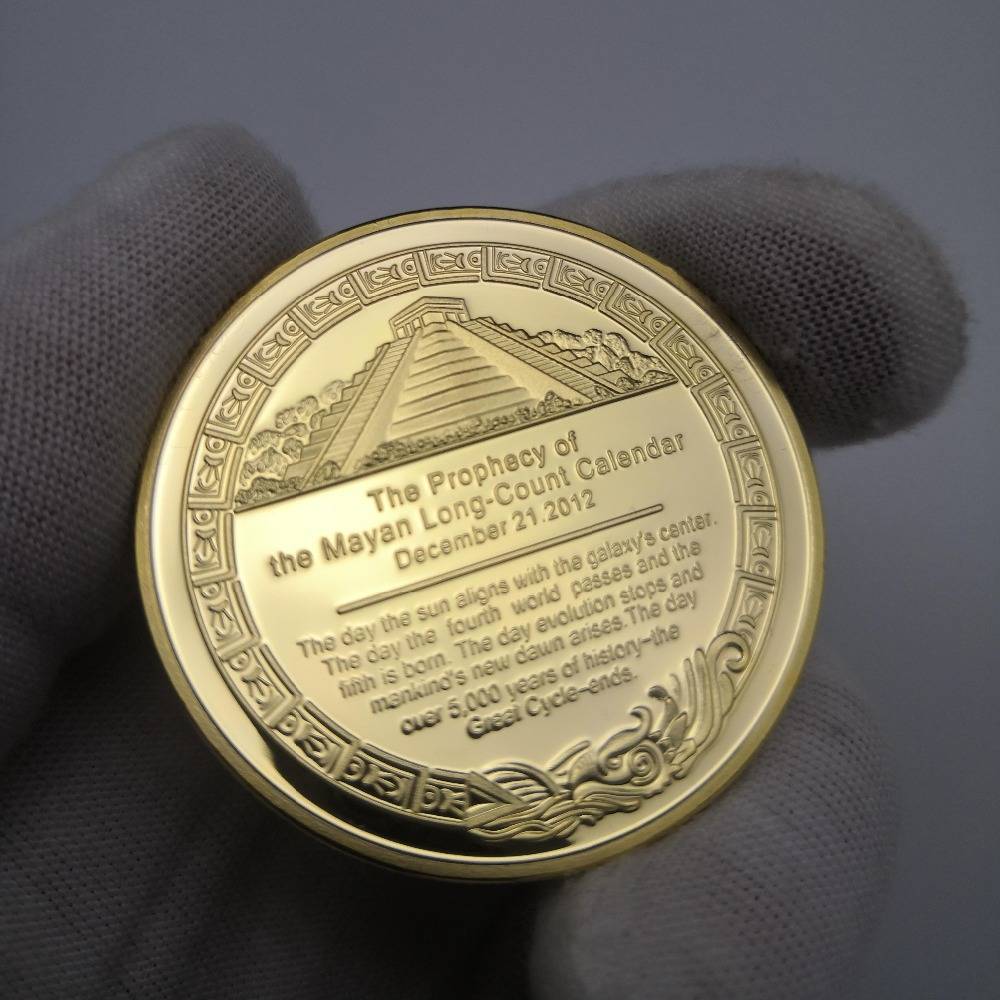 The Prophecy of
the Mayan Long-Count Calendar
December 21.2012
The day the sun aligns with the galaxy's center.
The day the fourth world passes and the
fifth is born. The day evolution stops and
mankind's new dawn arises. The day
over 5,000 years of history-the
Great Cycle-ends.